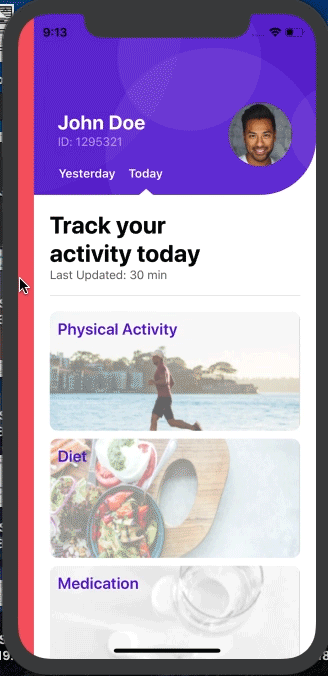 9:13
John Doe
ID: 1295321
Yesterday Today
Track your
activity today
Last Updated: 30 min
Physical Activity
Diet
Medication